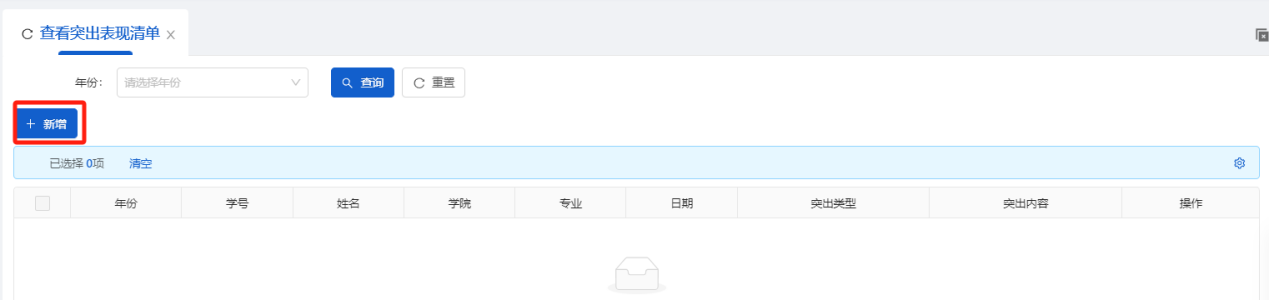 查看突出表现清单
年份: 请选择年份 查询 重置
+ 新增
已选择 0项 清空
年份 学号 姓名 学院 专业 日期 突出类型 突出内容 操作